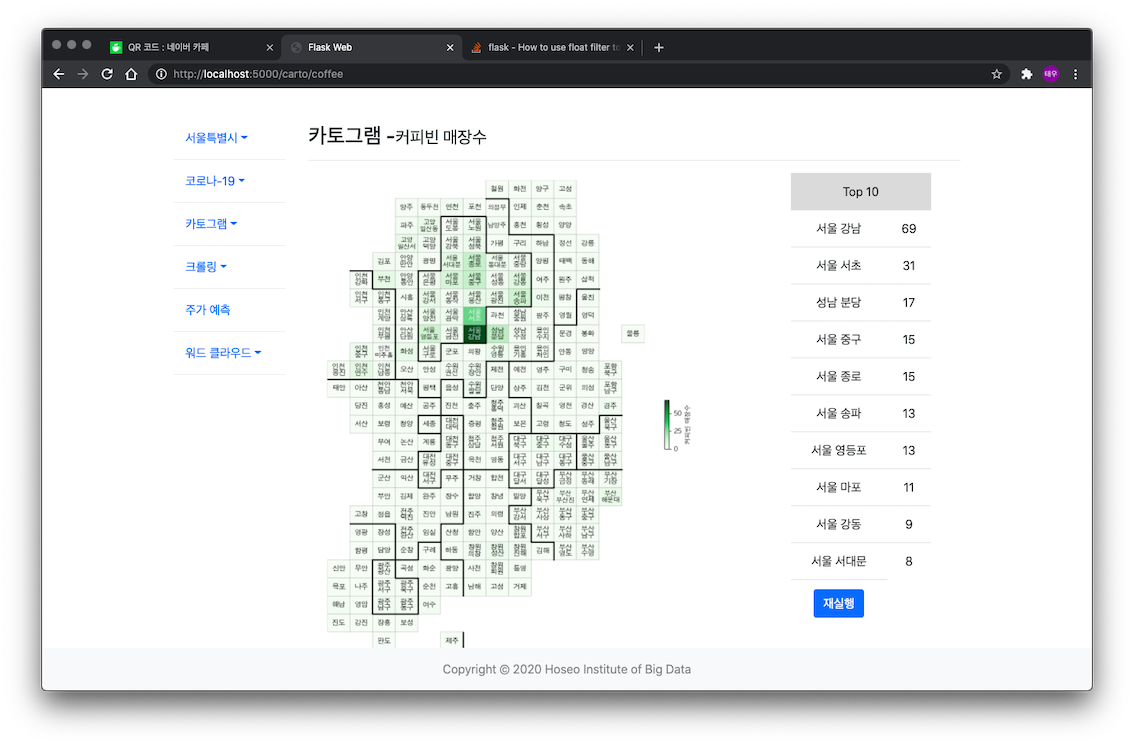 QR 코드 : 네이버 카페
Flask Web
flask - How to use float filter to
http://localhost:5000/carto/coffee
태우
서울특별시
코로나-19
카토그램
크롤링
주가 예측
워드 클라우드
카토그램 -커피빈 매장수
철원 화천 양구 고성
양주 동두천 연천 포천 의정부 인제 춘천 속초
파주 고양 일산동 서울 도봉 서울 노원 남양주 홍천 횡성 양양
고양 일산서 고양 덕양 서울 강북 서울 성북 가평 구리 하남 정선 강릉
김포 안양 만안 광명 서울 서대문 서울 종로 서울 동대문 서울 중랑 양평 태백 동해
인천 강화 부천 안양 동안 서울 은평 서울 마포 서울 중구 서울 성동 서울 강동 여주 원주 삼척
인천 서구 인천 동구 시흥 서울 강서 서울 동작 서울 용산 서울 광진 서울 송파 이천 평창 울진
인천 계양 안산 상록 서울 양천 서울 관악 서울 서초 과천 성남 중원 광주 영월 영덕
인천 부평 안산 단원 서울 영등포 서울 금천 서울 강남 성남 분당 성남 수정 용인 수지 문경 봉화 울릉
인천 중구 인천 미추홀 화성 서울 구로 군포 의왕 수원 영통 용인 기흥 용인 처인 안동 영양
인천 옹진 인천 연수 인천 남동 오산 안성 수원 권선 수원 장안 제천 예천 영주 구미 청송 포항 북구
태안 아산 천안 동남 천안 서북 평택 음성 수원 팔달 단양 상주 김천 군위 의성 포항 남구
당진 홍성 예산 공주 진천 충주 청주 흥덕 괴산 칠곡 영천 경산 경주
서산 보령 청양 세종 대전 대덕 증평 청주 청원 보은 고령 청도 성주 울산 북구
부여 논산 계룡 대전 동구 청주 상당 청주 서원 대구 북구 대구 중구 대구 수성 울산 울주 울산 동구
서천 금산 대전 유성 대전 중구 옥천 영동 대구 서구 대구 남구 대구 동구 울산 중구 울산 남구
군산 익산 대전 서구 무주 거창 합천 대구 달서 대구 달성 부산 금정 부산 동래 부산 기장
부안 김제 완주 장수 함양 창녕 밀양 부산 북구 부산 부산진 부산 연제 부산 해운대
고창 정읍 전주 덕진 진안 남원 진주 의령 부산 강서 부산 사상 부산 동구 부산 중구
영광 장성 전주 완산 임실 산청 함안 양산 창원 합포 부산 서구 부산 사하 부산 남구
함평 담양 순창 구례 하동 창원 의창 창원 성산 창원 진해 김해 부산 영도 부산 수영
신안 무안 광주 광산 곡성 화순 광양 사천 창원 회원 통영
목포 나주 광주 서구 광주 북구 순천 고흥 남해 고성 거제
해남 영암 광주 남구 광주 동구 여수
진도 강진 장흥 보성
완도 제주
50
25
0
커피빈 매장수
Top 10
서울 강남 69
서울 서초 31
성남 분당 17
서울 중구 15
서울 종로 15
서울 송파 13
서울 영등포 13
서울 마포 11
서울 강동 9
서울 서대문 8
재실행
Copyright © 2020 Hoseo Institute of Big Data